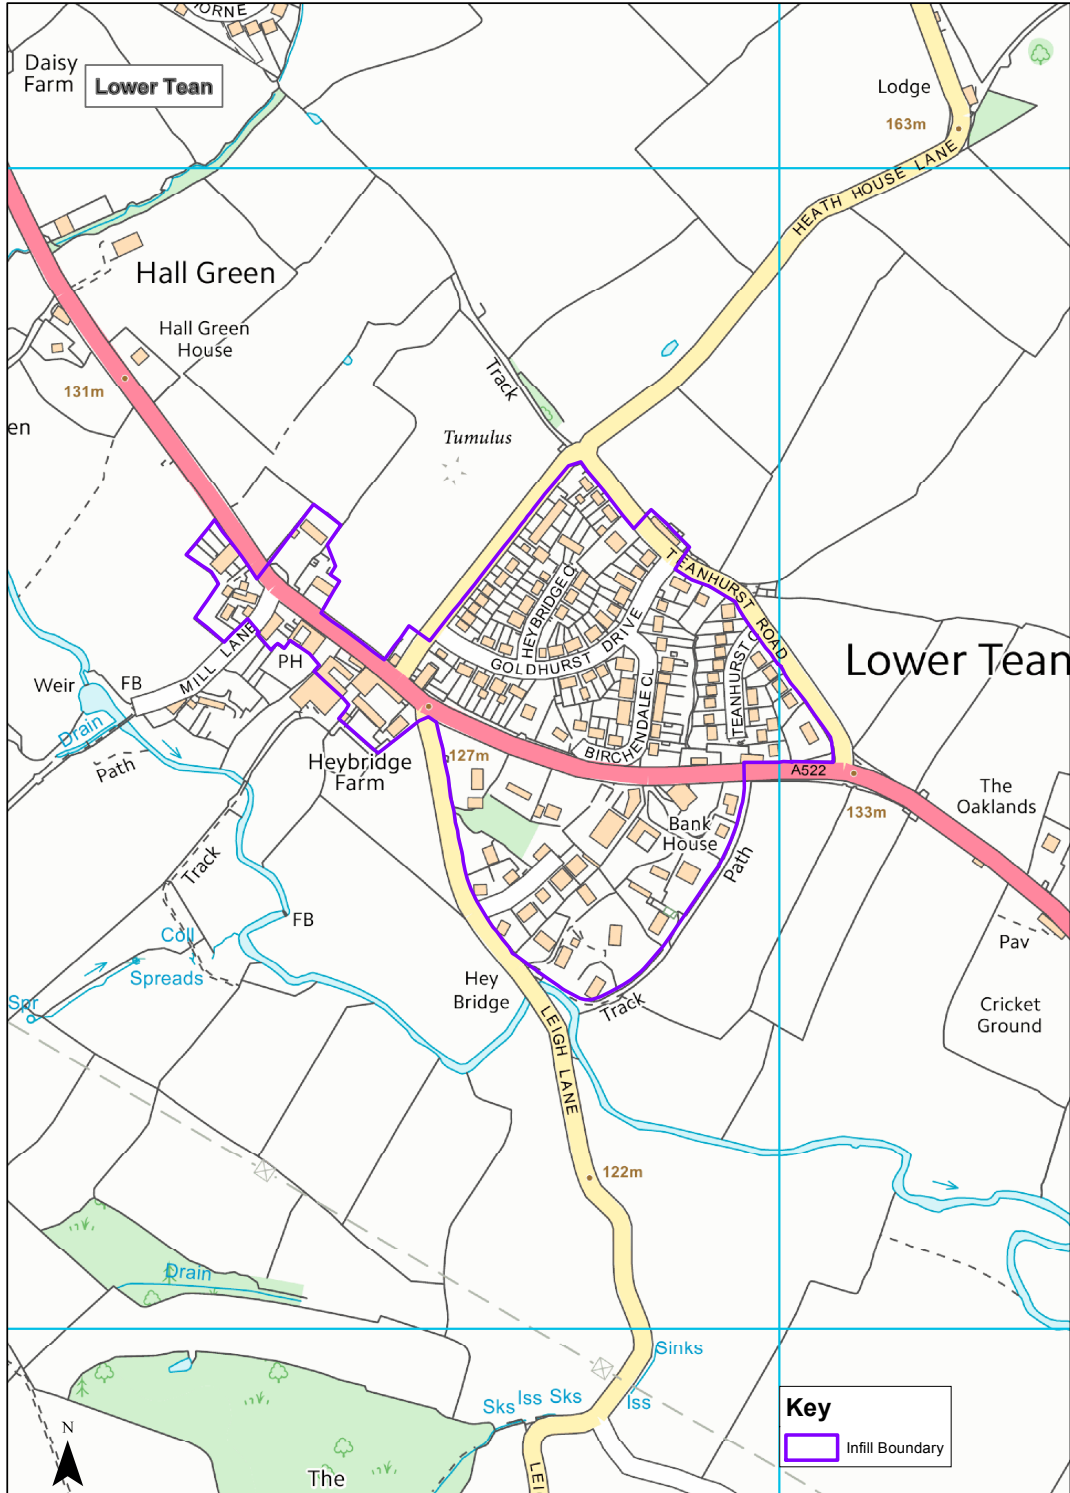 ORNE
Daisy
Farm
Lower Tean
Lodge
163m
HEATH HOUSE LANE
Hall Green
Hall Green
House
Track
131m
en
Tumulus
TEANHURST ROAD
HEYBRIDGE C
GOLDHURST DRIVE
TEANHURST C
BIRCHENDALE CL
MILL LANE
PH
Lower Tean
Weir
FB
Drain
Path
Heybridge
Farm
127m
A522
133m
The
Oaklands
Bank
House
Path
Track
FB
Coll
Spreads
Spr
Hey
Bridge
Track
Pav
Cricket
Ground
LEIGH LANE
122m
Drain
Sinks
Sks
Iss
Sks
Iss
N
The
LEI
Key
Infill Boundary